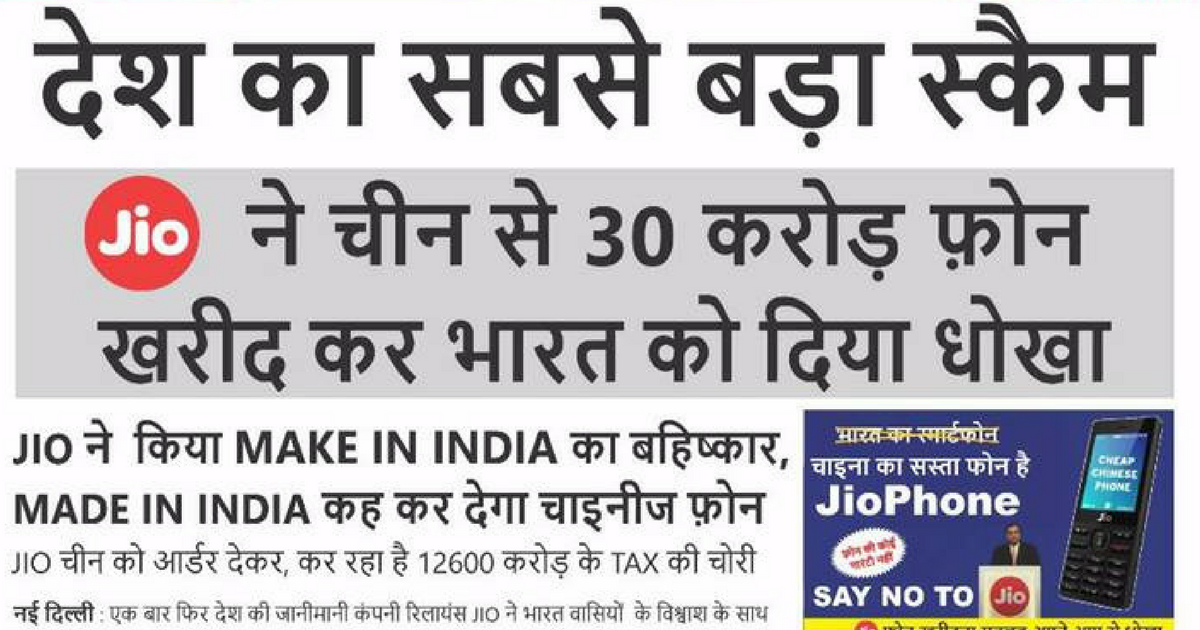 देश का सबसे बड़ा स्कैम
Jio ने चीन से 30 करोड़ फ़ोन
खरीद कर भारत को दिया धोखा
JIO ने किया MAKE IN INDIA का बहिष्कार,
MADE IN INDIA कह कर देगा चाइनीज फ़ोन
JIO चीन को आर्डर देकर, कर रहा है 12600 करोड़ के TAX की चोरी
नई दिल्ली : एक बार फिर देश की जानीमानी कंपनी रिलायंस JIO ने भारत वासियों के विश्वाश के साथ
भारत का स्मार्टफोन
चाइना का सस्ता फोन है
JioPhone
CHEAP
CHINESE
PHONE
Jio
फ़ोन की कोई
गारंटी नहीं
SAY NO TO Jio